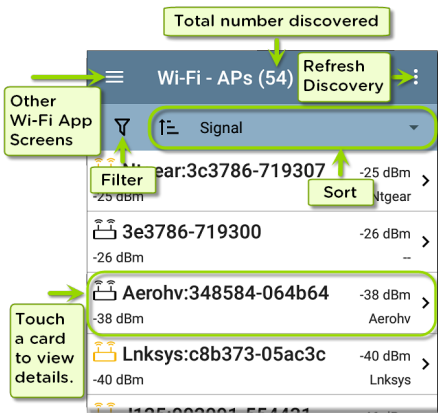 Total number discovered
Wi-Fi - APs (54)
Refresh
Discovery
Other
Wi-Fi App
Screens
Signal
Filter
Sort
Ntgear:3c3786-719307
-25 dBm
-25 dBm
Ntgear
3e3786-719300
-26 dBm
-26 dBm
--
Aerohv:348584-064b64
-38 dBm
-38 dBm
Aerohv
Touch
a card
to view
details.
Lnksys:c8b373-05ac3c
-40 dBm
-40 dBm
Lnksys